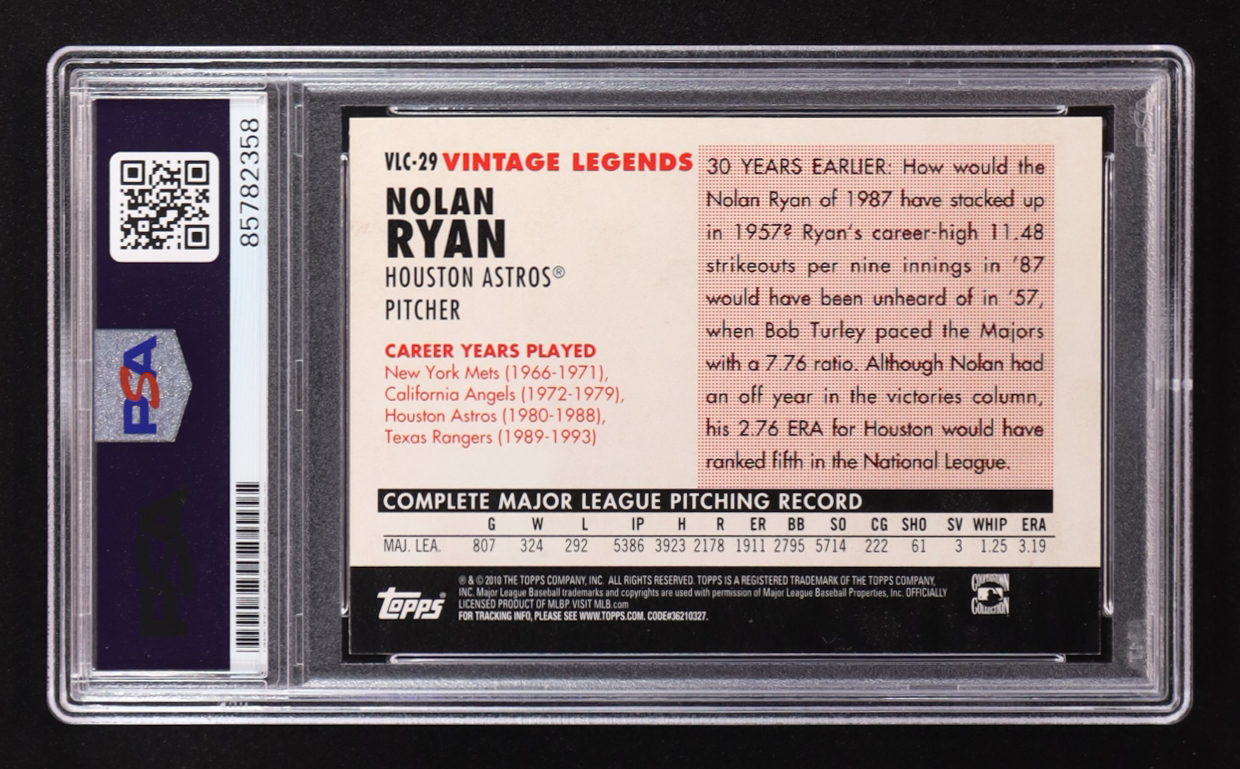 85782358
PSA
PSA
VLC-29 VINTAGE LEGENDS
NOLAN
RYAN
HOUSTON ASTROS®
PITCHER
CAREER YEARS PLAYED
New York Mets (1966-1971),
California Angels (1972-1979),
Houston Astros (1980-1988),
Texas Rangers (1989-1993)
30 YEARS EARLIER: How would the
Nolan Ryan of 1987 have stacked up
in 1957? Ryan's career-high 11.48
strikeouts per nine innings in '87
would have been unheard of in '57,
when Bob Turley paced the Majors
with a 7.76 ratio. Although Nolan had
an off year in the victories column,
his 2.76 ERA for Houston would have
ranked fifth in the National League.
COMPLETE MAJOR LEAGUE PITCHING RECORD
G W L IP H R ER BB SO CG SHO SV WHIP ERA
MAJ. LEA. 807 324 292 5386 3923 2178 1911 2795 5714 222 61 3 1.25 3.19
Topps
® & © 2010 THE TOPPS COMPANY, INC. ALL RIGHTS RESERVED. TOPPS IS A REGISTERED TRADEMARK OF THE TOPPS COMPANY,
INC. Major League Baseball trademarks and copyrights are used with permission of Major League Baseball Properties, Inc. OFFICIALLY
LICENSED PRODUCT OF MLBP. VISIT MLB.com
FOR TRACKING INFO, PLEASE SEE WWW.TOPPS.COM. CODE#36210327.
COOPERSTOWN
COLLECTION